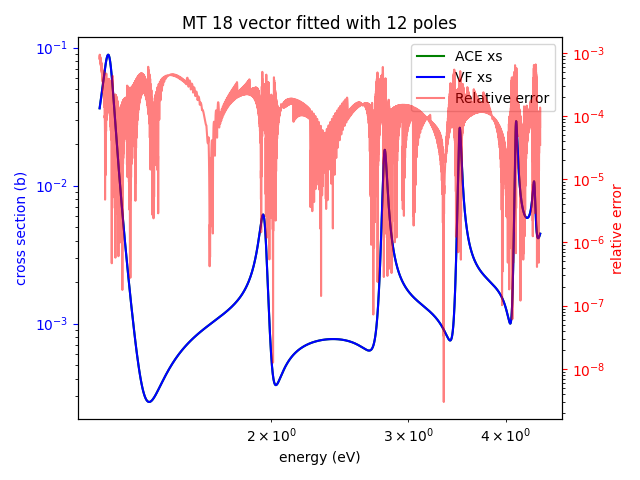 MT 18 vector fitted with 12 poles
ACE xs
VF xs
Relative error
10⁻¹
10⁻²
10⁻³
cross section (b)
10⁻³
10⁻⁴
10⁻⁵
10⁻⁶
10⁻⁷
10⁻⁸
relative error
2 × 10⁰
3 × 10⁰
4 × 10⁰
energy (eV)